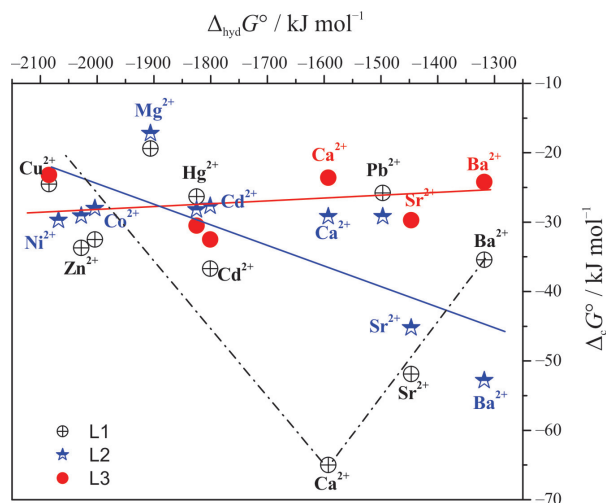 Δ_hyd G° / kJ mol⁻¹
−2100 −2000 −1900 −1800 −1700 −1600 −1500 −1400 −1300
−10
Mg²⁺
−20
Cu²⁺
Hg²⁺
Ca²⁺
Pb²⁺
Ba²⁺
Cd²⁺
Sr²⁺
−30
Ni²⁺
Co²⁺
Ca²⁺
Zn²⁺
Cd²⁺
Ba²⁺
−40
Sr²⁺
−50
Sr²⁺
Ba²⁺
−60
Ca²⁺
−70
Δ_c G° / kJ mol⁻¹
L1
L2
L3